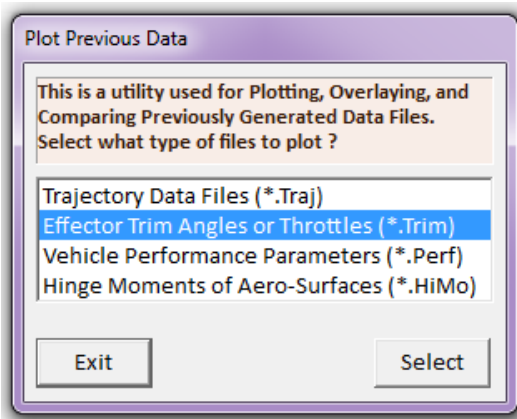 Plot Previous Data
This is a utility used for Plotting, Overlaying, and
Comparing Previously Generated Data Files.
Select what type of files to plot ?
Trajectory Data Files (*.Traj)
Effector Trim Angles or Throttles (*.Trim)
Vehicle Performance Parameters (*.Perf)
Hinge Moments of Aero-Surfaces (*.HiMo)
Exit
Select